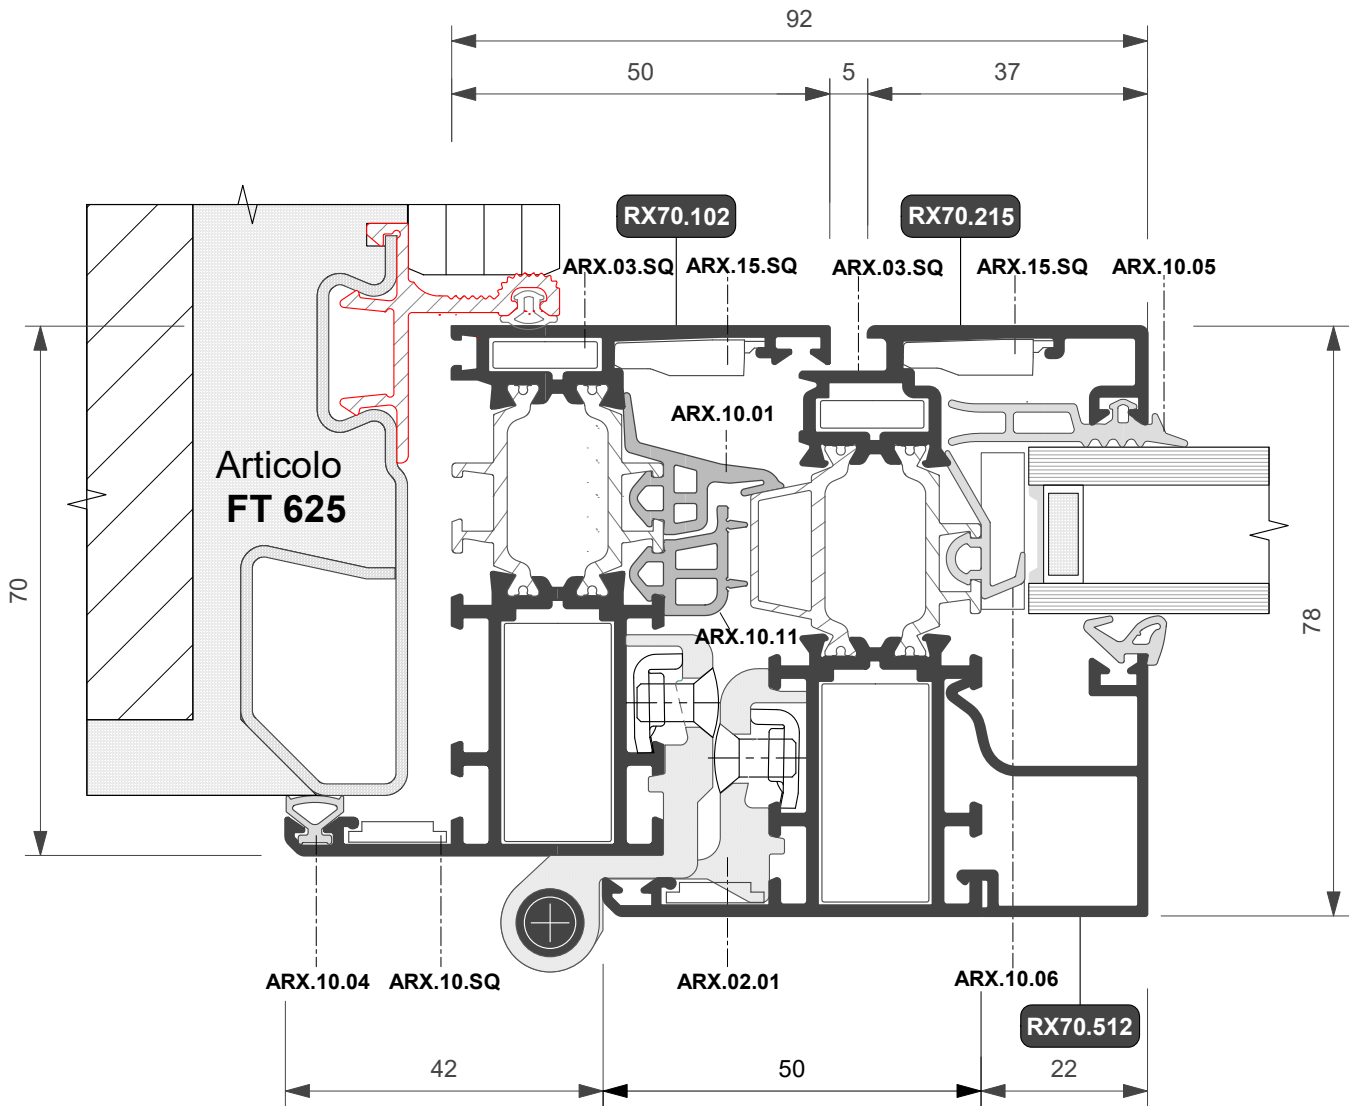 92
50 5 37
RX70.102 RX70.215
ARX.03.SQ ARX.15.SQ ARX.03.SQ ARX.15.SQ ARX.10.05
ARX.10.01
Articolo
FT 625
70
78
ARX.10.11
ARX.10.04 ARX.10.SQ ARX.02.01 ARX.10.06
RX70.512
42 50 22